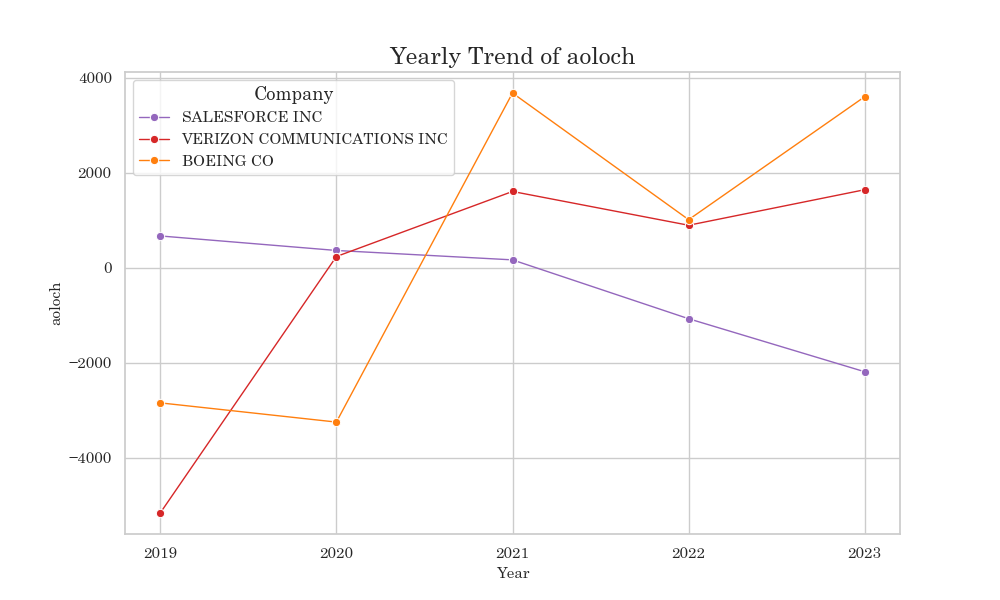 Yearly Trend of aoloch
Company
SALESFORCE INC
VERIZON COMMUNICATIONS INC
BOEING CO
4000
2000
0
−2000
−4000
aoloch
2019
2020
2021
2022
2023
Year